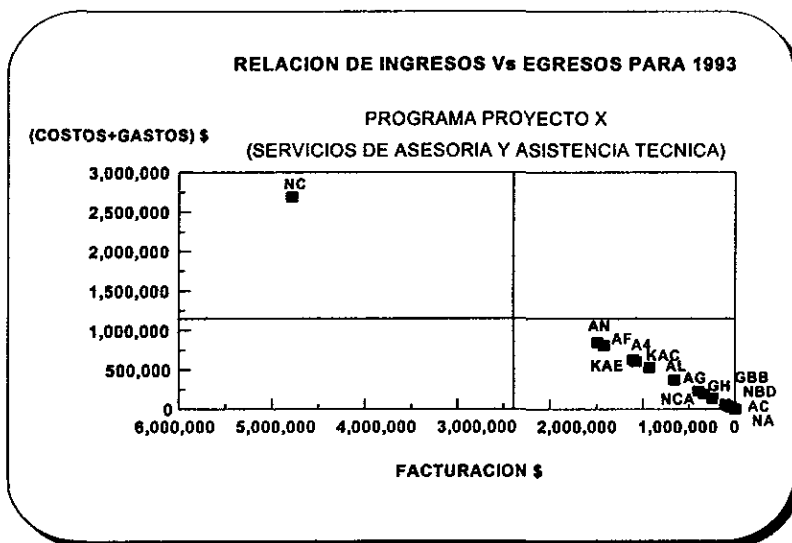 RELACION DE INGRESOS Vs EGRESOS PARA 1993
PROGRAMA PROYECTO X
(COSTOS+GASTOS) $
(SERVICIOS DE ASESORIA Y ASISTENCIA TECNICA)
3,000,000
NC
2,500,000
2,000,000
1,500,000
1,000,000
AN
AF A4
KAE KAC
500,000
AL
AG GH GBB
NCA NBD
AC
0
NA
6,000,000 5,000,000 4,000,000 3,000,000 2,000,000 1,000,000 0
FACTURACION $